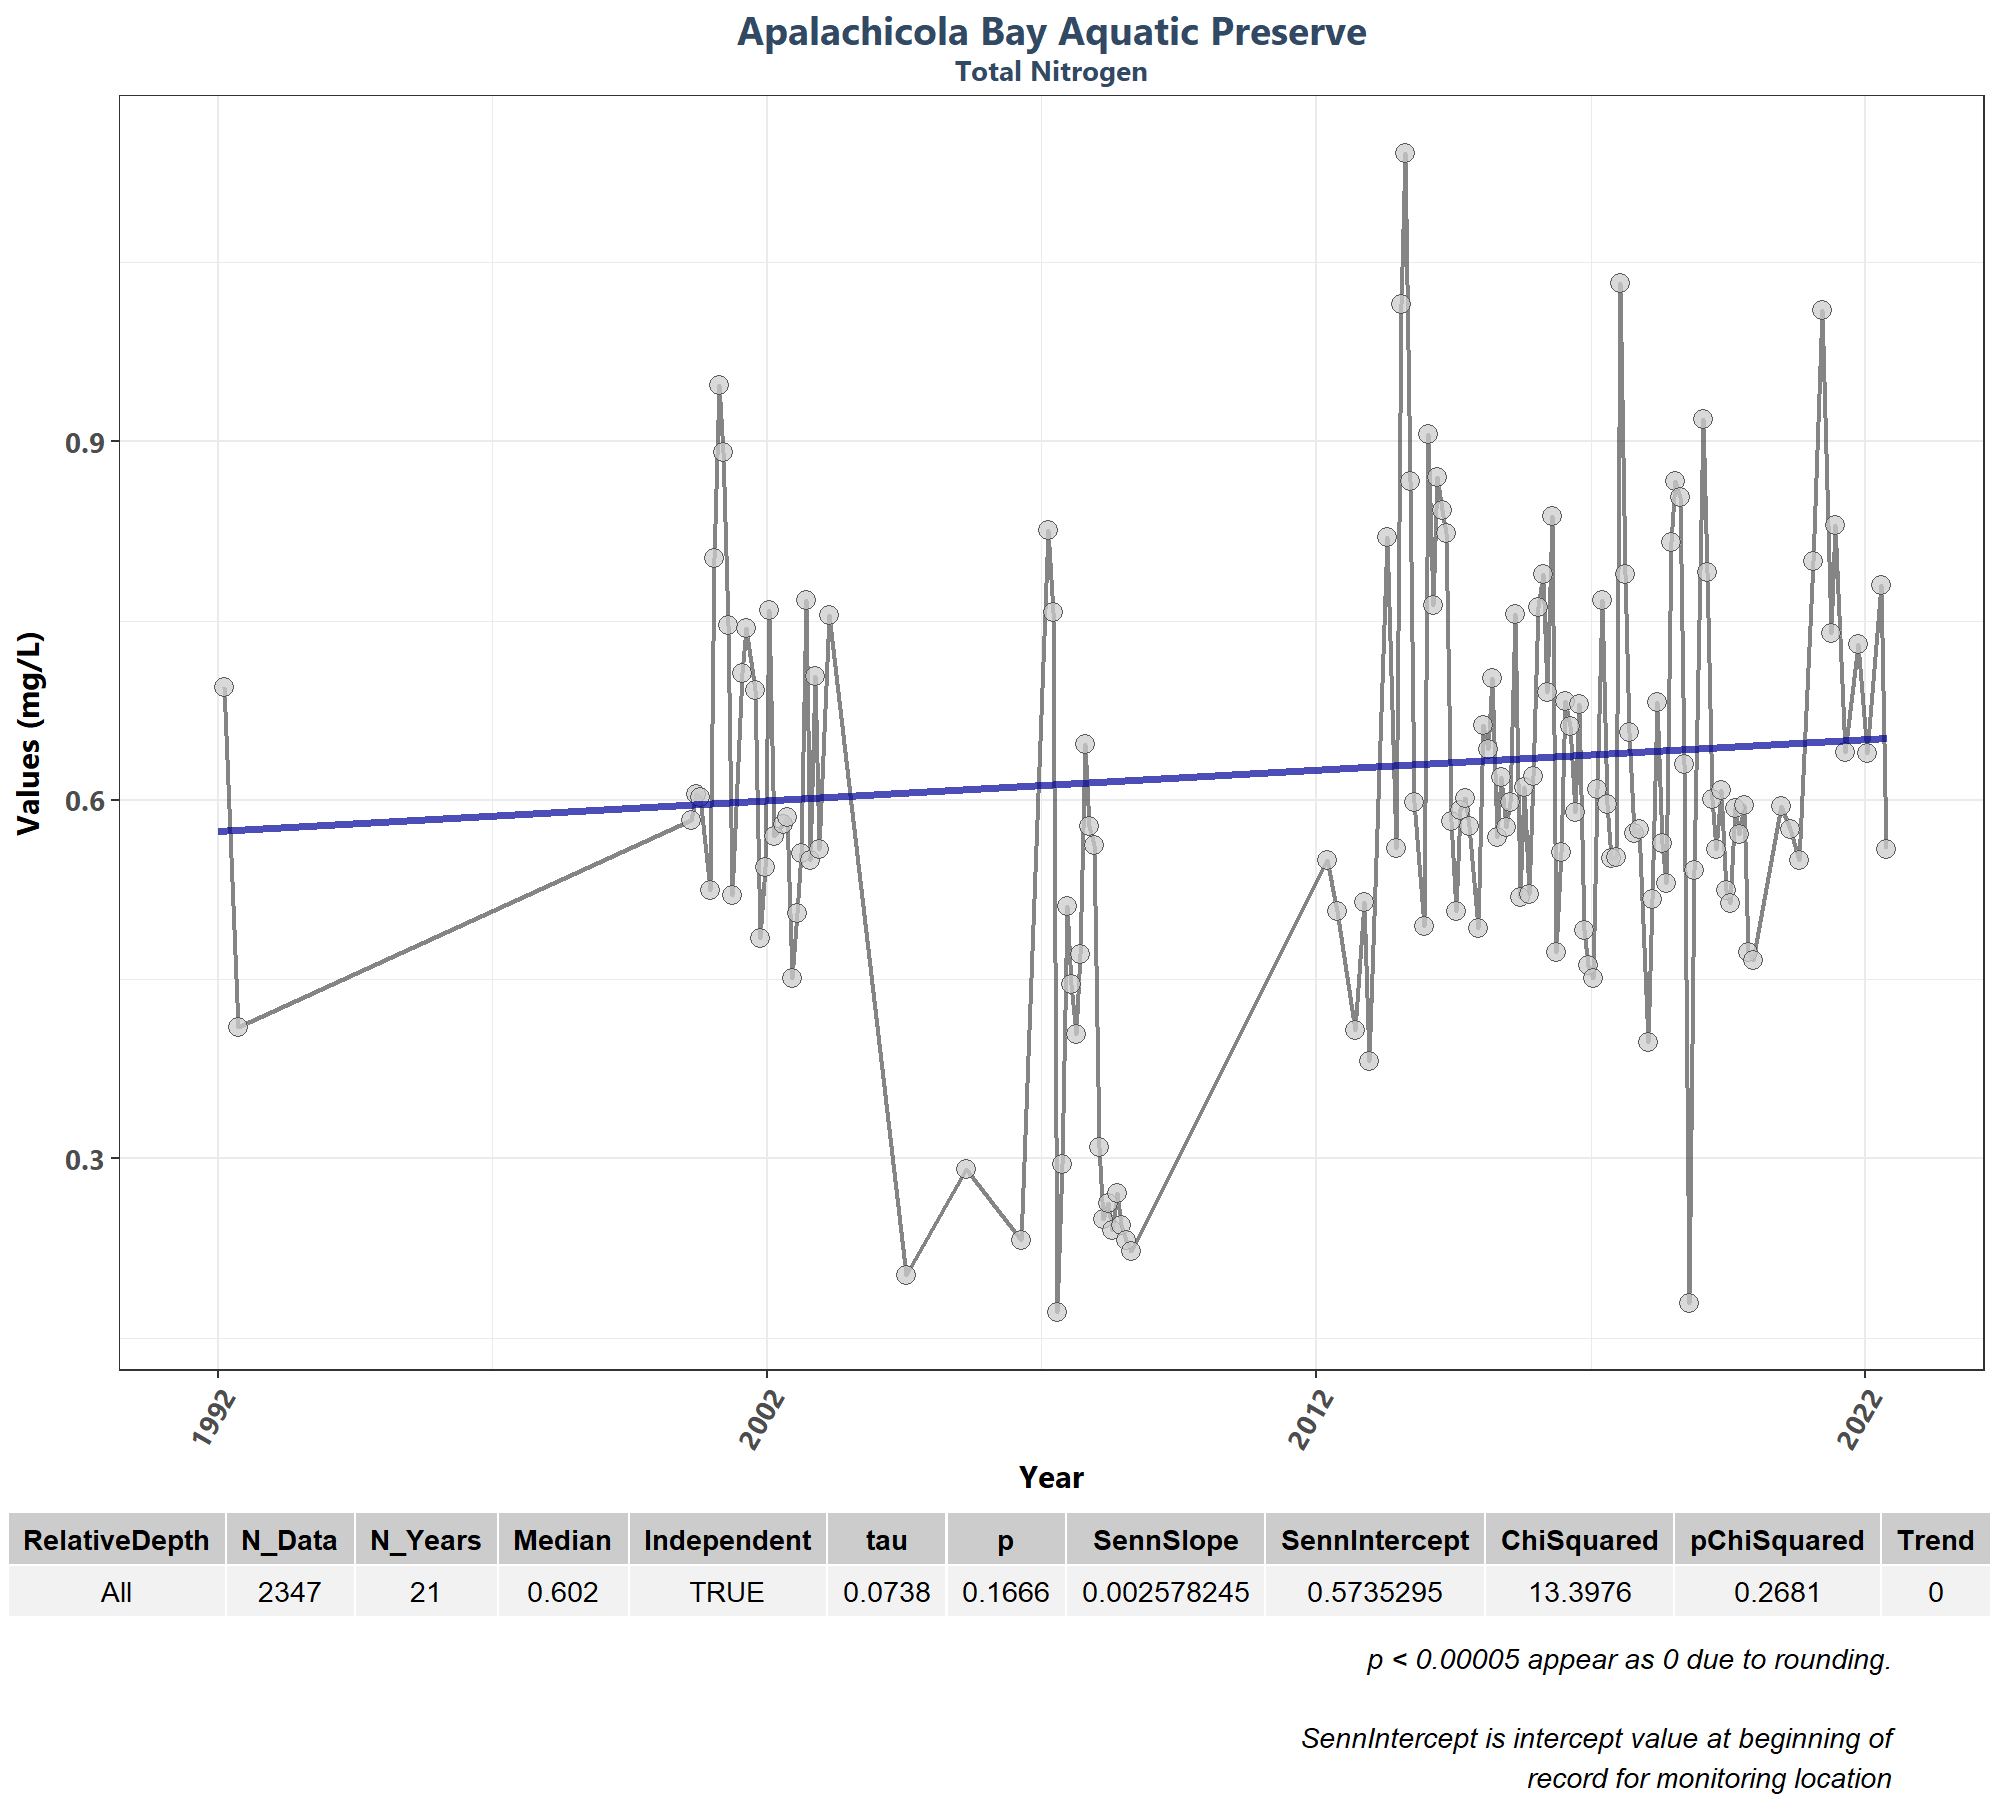 Apalachicola Bay Aquatic Preserve
Total Nitrogen
Values (mg/L)
0.9
0.6
0.3
1992
2002
2012
2022
Year
RelativeDepth N_Data N_Years Median Independent tau p SennSlope SennIntercept ChiSquared pChiSquared Trend
All 2347 21 0.602 TRUE 0.0738 0.1666 0.002578245 0.5735295 13.3976 0.2681 0
p < 0.00005 appear as 0 due to rounding.
SennIntercept is intercept value at beginning of
record for monitoring location